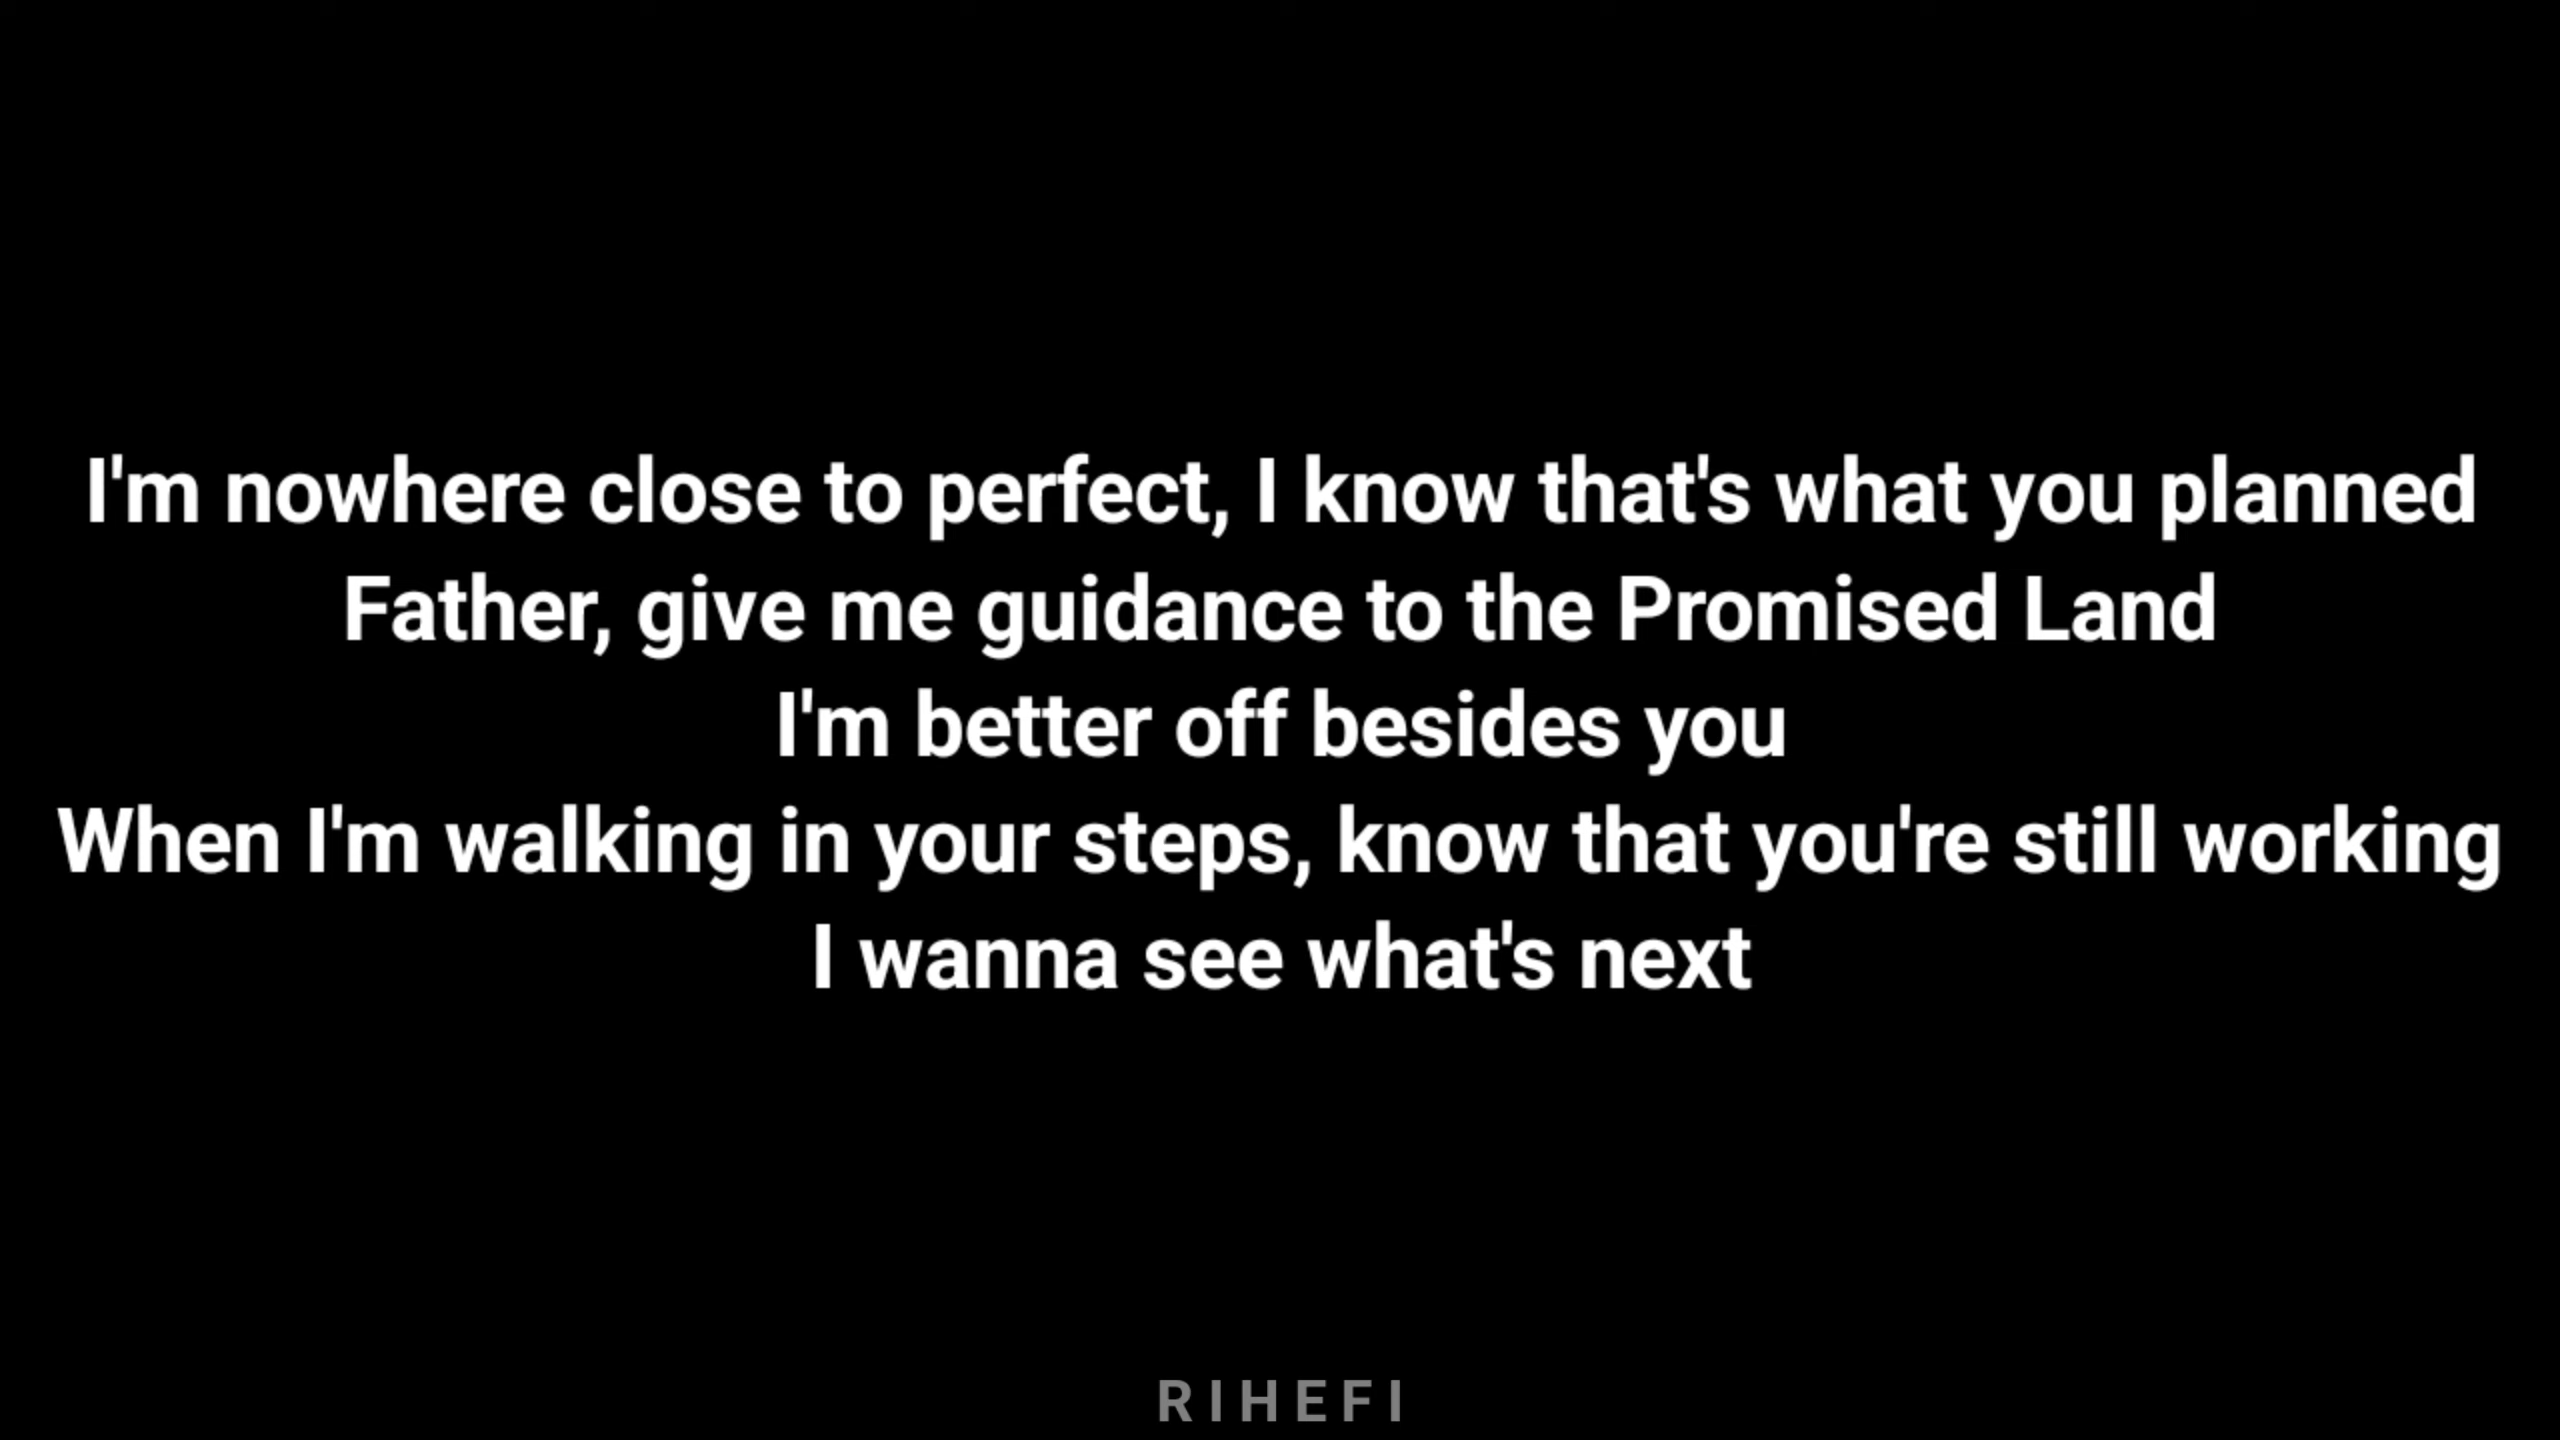 I'm nowhere close to perfect, I know that's what you planned
Father, give me guidance to the Promised Land
I'm better off besides you
When I'm walking in your steps, know that you're still working
I wanna see what's next
RIHEFI